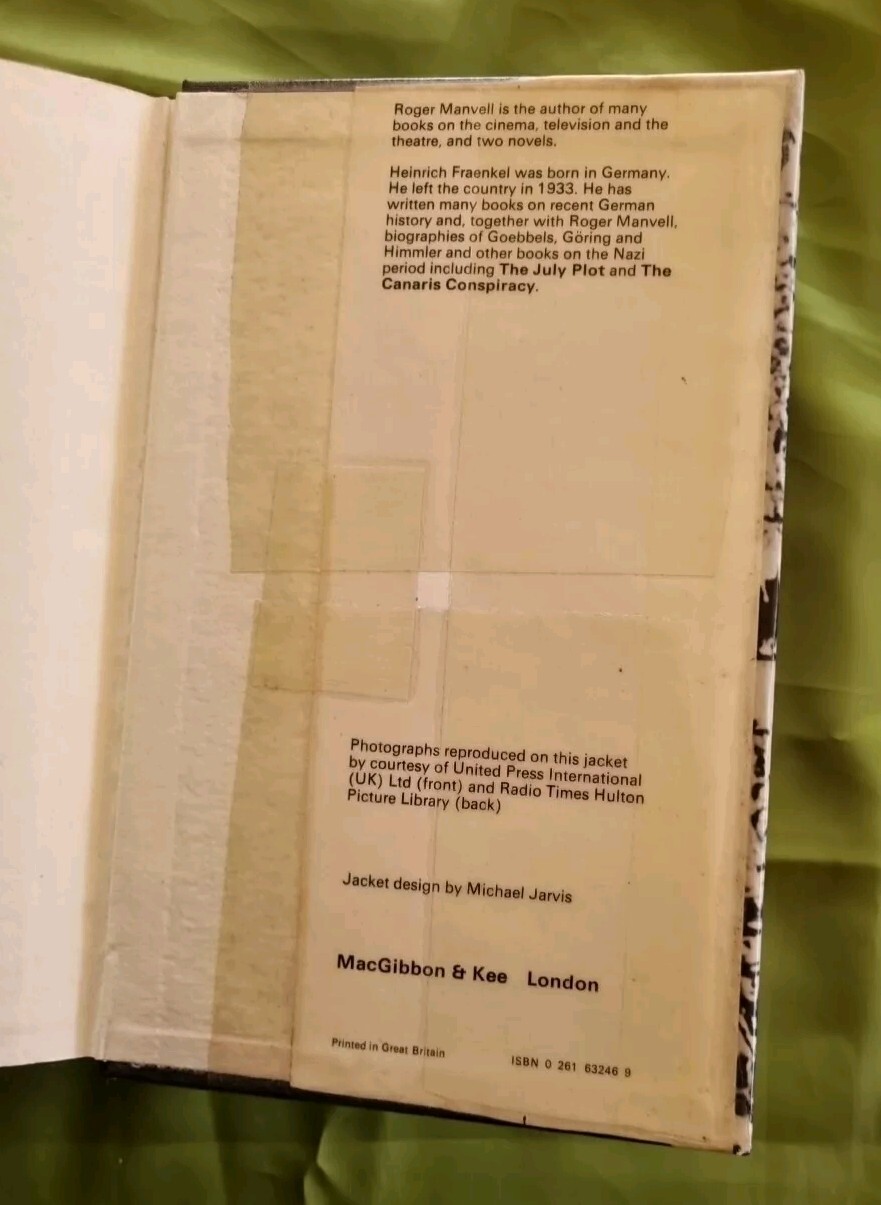 Roger Manvell is the author of many
books on the cinema, television and the
theatre, and two novels.
Heinrich Fraenkel was born in Germany.
He left the country in 1933. He has
written many books on recent German
history and, together with Roger Manvell,
biographies of Goebbels, Göring and
Himmler and other books on the Nazi
period including The July Plot and The
Canaris Conspiracy.
Photographs reproduced on this jacket
by courtesy of United Press International
(UK) Ltd (front) and Radio Times Hulton
Picture Library (back)
Jacket design by Michael Jarvis
MacGibbon & Kee London
Printed in Great Britain
ISBN 0 261 63246 9